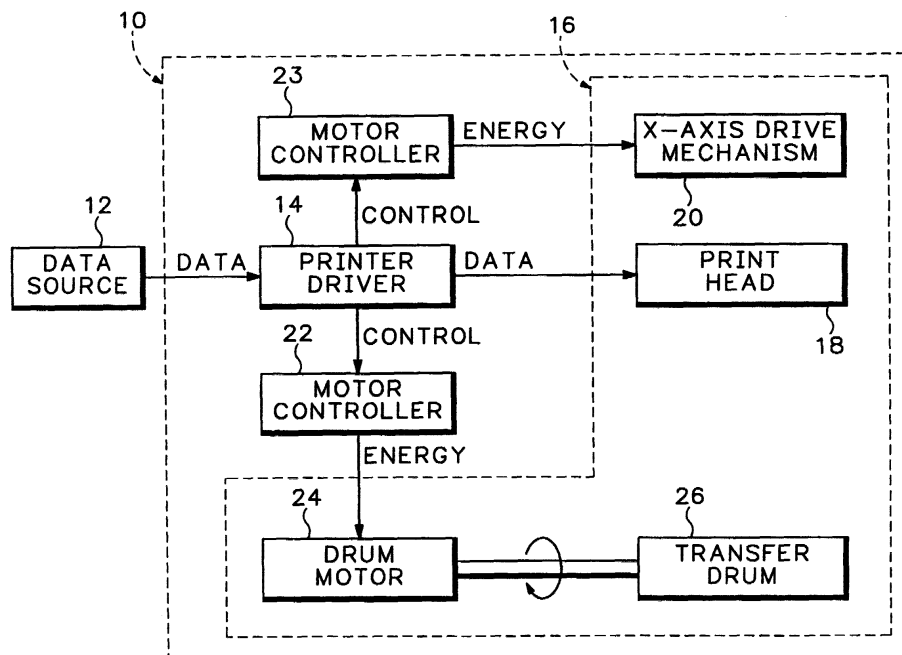 10
16
23
MOTOR
CONTROLLER
ENERGY
X-AXIS DRIVE
MECHANISM
20
CONTROL
12
14
DATA
SOURCE
DATA
PRINTER
DRIVER
DATA
PRINT
HEAD
18
CONTROL
22
MOTOR
CONTROLLER
ENERGY
24
26
DRUM
MOTOR
TRANSFER
DRUM